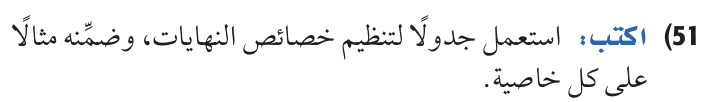 51) اكتب: استعمل جدولًا لتنظيم خصائص النهايات، وضمِّنه مثالًا
على كل خاصية.